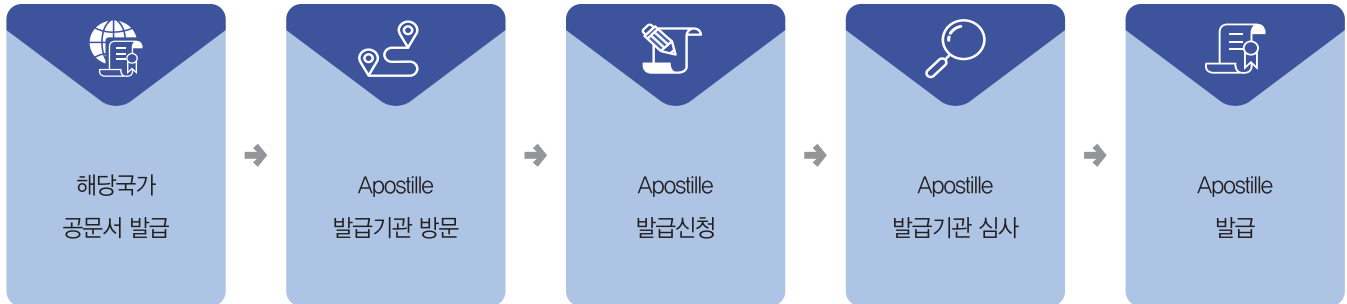 해당국가
공문서 발급
Apostille
발급기관 방문
Apostille
발급신청
Apostille
발급기관 심사
Apostille
발급